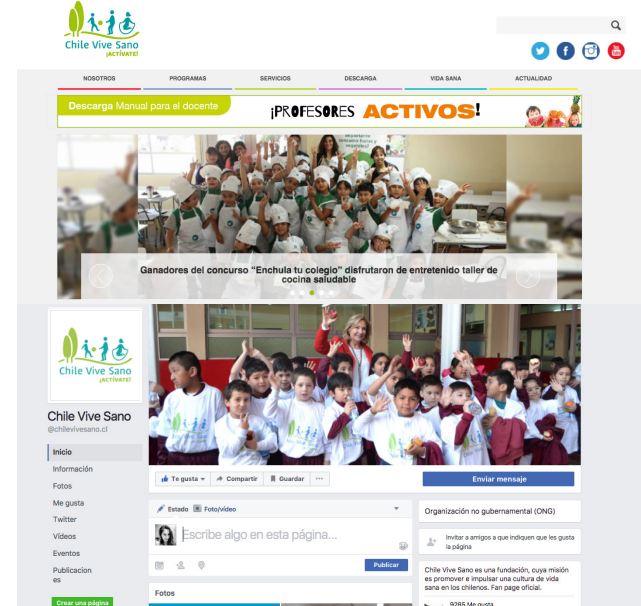 Chile Vive Sano
¡ACTÍVATE!
NOSOTROS
PROGRAMAS
SERVICIOS
DESCARGA
VIDA SANA
ACTUALIDAD
Descarga Manual para el docente
¡PROFESORES ACTIVOS!
Ganadores del concurso "Enchula tu colegio" disfrutaron de entretenido taller de
cocina saludable
Chile Vive Sano
¡ACTÍVATE!
Chile Vive Sano
@chilevivesano.cl
Inicio
Información
Fotos
Me gusta
Twitter
Vídeos
Eventos
Publicacion
es
Crear una página
Te gusta
Compartir
Guardar
Enviar mensaje
Estado
Foto/vídeo
Escribe algo en esta página...
Publicar
Fotos
Organización no gubernamental (ONG)
Invitar a amigos a que indiquen que les gusta
la página
Chile Vive Sano es una fundación, cuya misión
es promover e impulsar una cultura de vida
sana en los chilenos. Fan page oficial.
9285 Me gusta